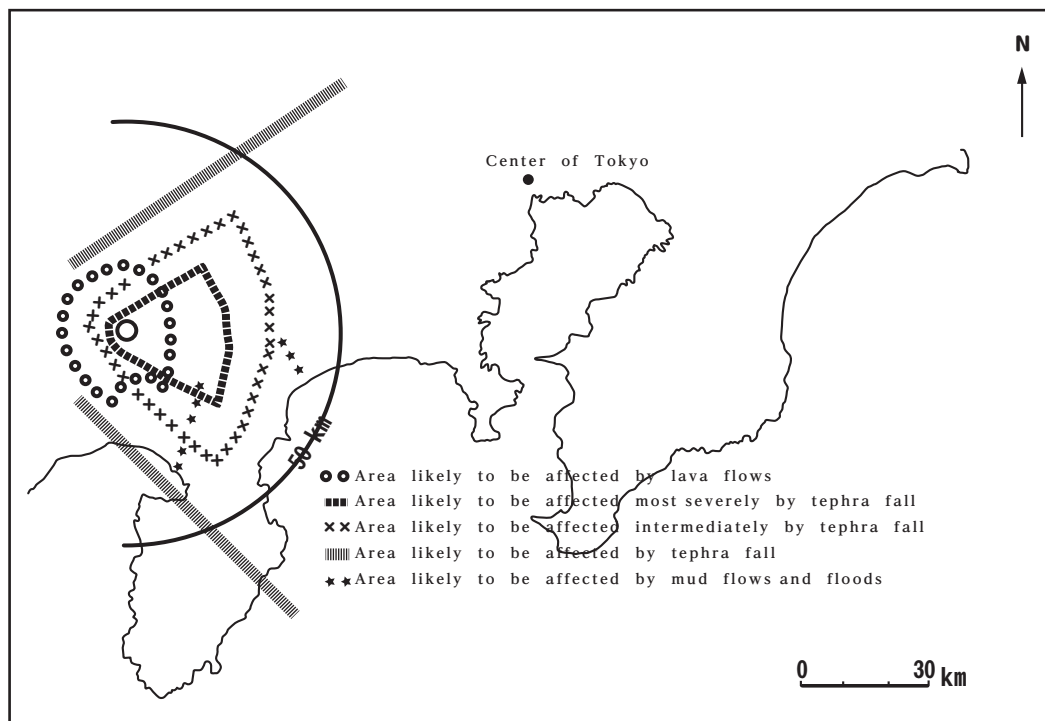 N
Center of Tokyo
50 km
Area likely to be affected by lava flows
Area likely to be affected most severely by tephra fall
Area likely to be affected intermediately by tephra fall
Area likely to be affected by tephra fall
Area likely to be affected by mud flows and floods
0 30 km